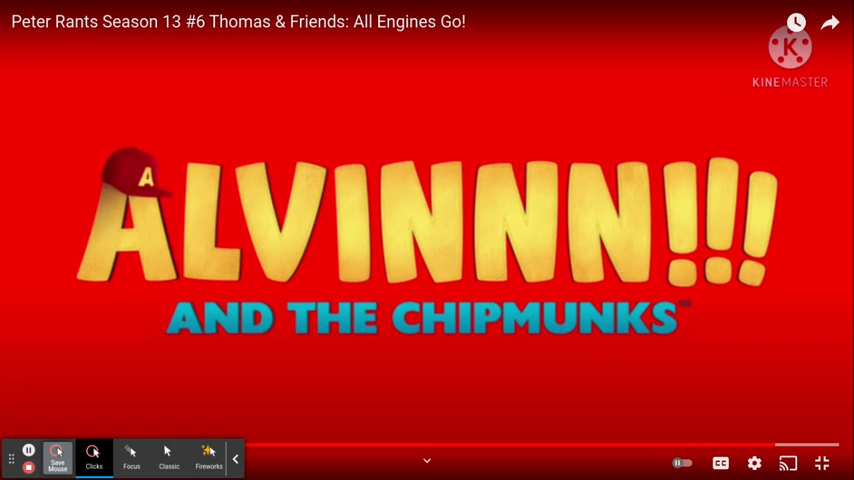 Peter Rants Season 13 #6 Thomas & Friends: All Engines Go!
K
KINEMASTER
A
ALVINNN!!!
AND THE CHIPMUNKS
Save Mouse
Clicks
Focus
Classic
Fireworks
CC